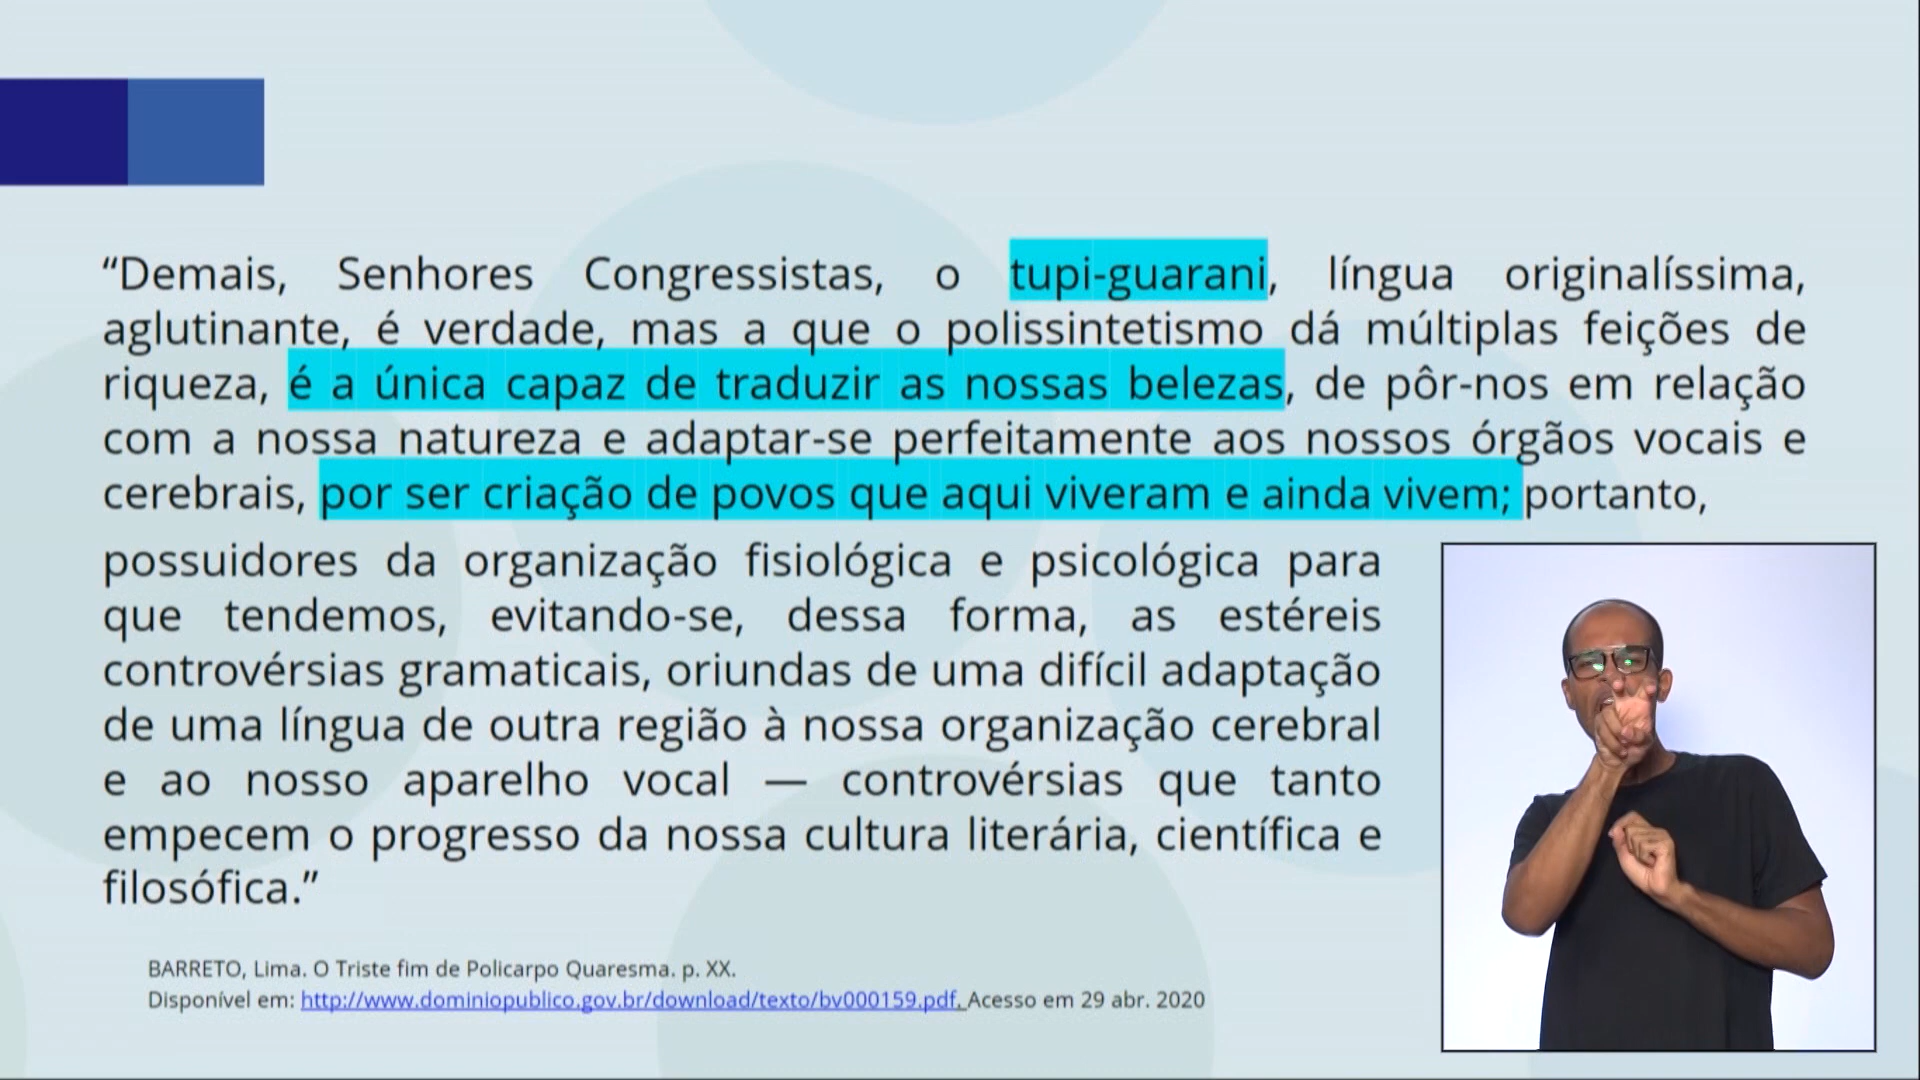 “Demais, Senhores Congressistas, o tupi-guarani, língua originalíssima,
aglutinante, é verdade, mas a que o polissintetismo dá múltiplas feições de
riqueza, é a única capaz de traduzir as nossas belezas, de pôr-nos em relação
com a nossa natureza e adaptar-se perfeitamente aos nossos órgãos vocais e
cerebrais, por ser criação de povos que aqui viveram e ainda vivem; portanto,
possuidores da organização fisiológica e psicológica para
que tendemos, evitando-se, dessa forma, as estéreis
controvérsias gramaticais, oriundas de uma difícil adaptação
de uma língua de outra região à nossa organização cerebral
e ao nosso aparelho vocal — controvérsias que tanto
empecem o progresso da nossa cultura literária, científica e
filosófica.”
BARRETO, Lima. O Triste fim de Policarpo Quaresma. p. XX.
Disponível em: http://www.dominiopublico.gov.br/download/texto/bv000159.pdf. Acesso em 29 abr. 2020